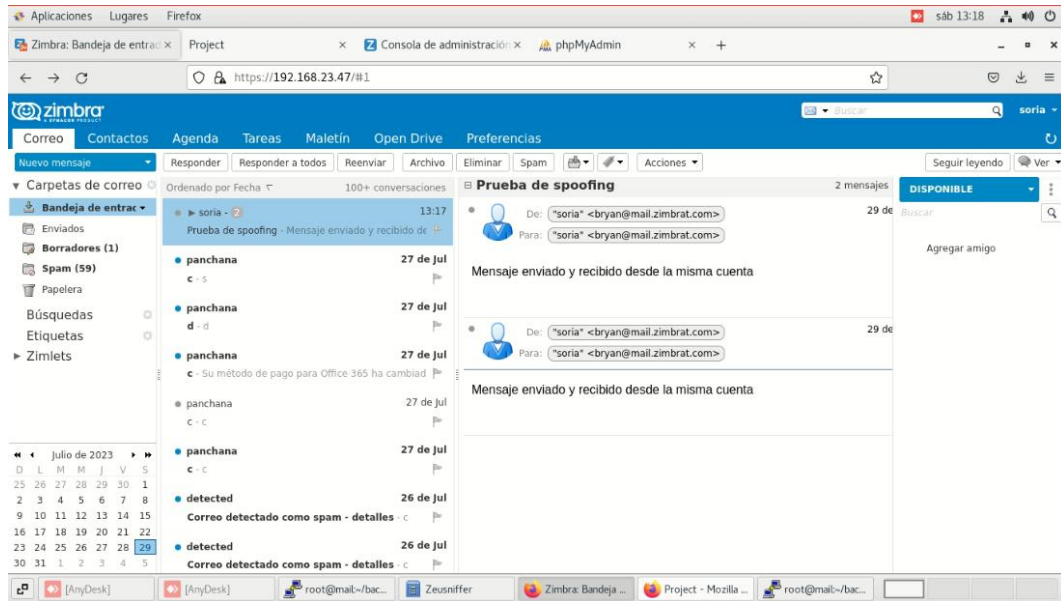 Aplicaciones Lugares Firefox sáb 13:18
Zimbra: Bandeja de entrad Project Consola de administración phpMyAdmin
https://192.168.23.47/#1
zimbra Buscar soria
A SYNACOR PRODUCT
Correo Contactos Agenda Tareas Maletín Open Drive Preferencias
Nuevo mensaje Responder Responder a todos Reenviar Archivo Eliminar Spam Acciones Seguir leyendo Ver
Carpetas de correo
Bandeja de entrac
Enviados
Borradores (1)
Spam (59)
Papelera
Búsquedas
Etiquetas
Zimlets
Julio de 2023
D L M M J V S
25 26 27 28 29 30 1
2 3 4 5 6 7 8
9 10 11 12 13 14 15
16 17 18 19 20 21 22
23 24 25 26 27 28 29
30 31 1 2 3 4 5
Ordenado por Fecha 100+ conversaciones
soria - 2 13:17
Prueba de spoofing - Mensaje enviado y recibido de
panchana 27 de Jul
c - s
panchana 27 de Jul
d - d
panchana 27 de Jul
c - Su método de pago para Office 365 ha cambiad
panchana 27 de Jul
c - c
panchana 27 de Jul
c - c
detected 26 de Jul
Correo detectado como spam - detalles - c
detected 26 de Jul
Correo detectado como spam - detalles - c
Prueba de spoofing 2 mensajes
De: "soria" <bryan@mail.zimbrat.com> 29 de
Para: "soria" <bryan@mail.zimbrat.com>
Mensaje enviado y recibido desde la misma cuenta
De: "soria" <bryan@mail.zimbrat.com> 29 de
Para: "soria" <bryan@mail.zimbrat.com>
Mensaje enviado y recibido desde la misma cuenta
DISPONIBLE
Buscar
Agregar amigo
[AnyDesk] [AnyDesk] root@mail:~/bac... Zeusniffer Zimbra: Bandeja ... Project - Mozilla ... root@mail:~/bac...